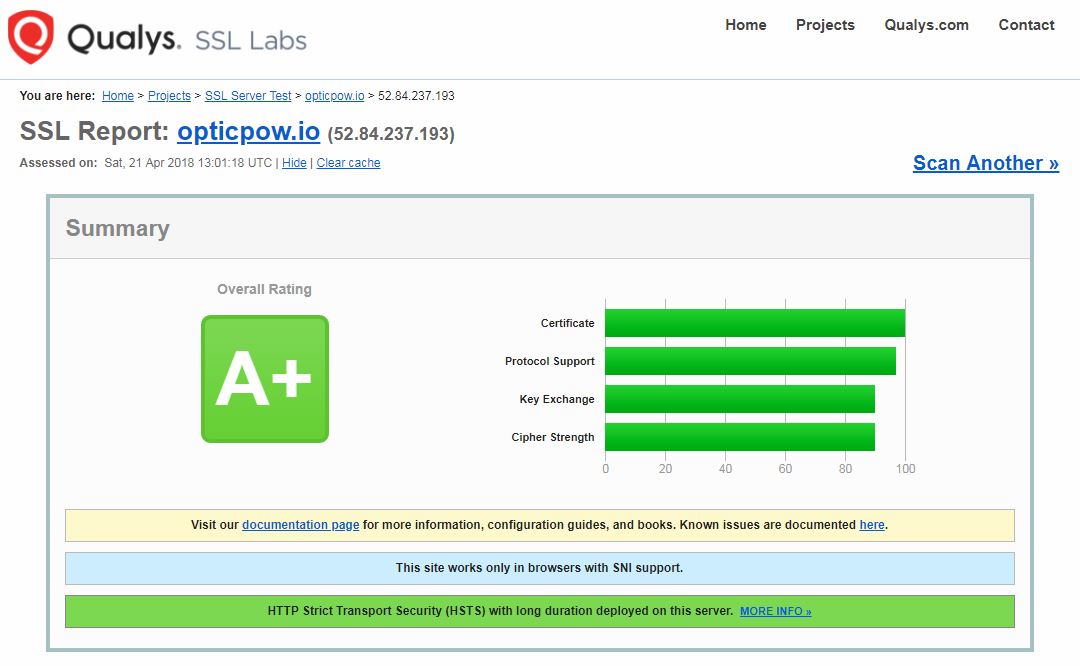 Qualys. SSL Labs
Home Projects Qualys.com Contact
You are here: Home > Projects > SSL Server Test > opticpow.io > 52.84.237.193
SSL Report: opticpow.io (52.84.237.193)
Assessed on: Sat, 21 Apr 2018 13:01:18 UTC | Hide | Clear cache
Scan Another »
Summary
Overall Rating
A+
Certificate
Protocol Support
Key Exchange
Cipher Strength
0 20 40 60 80 100
Visit our documentation page for more information, configuration guides, and books. Known issues are documented here.
This site works only in browsers with SNI support.
HTTP Strict Transport Security (HSTS) with long duration deployed on this server. MORE INFO »